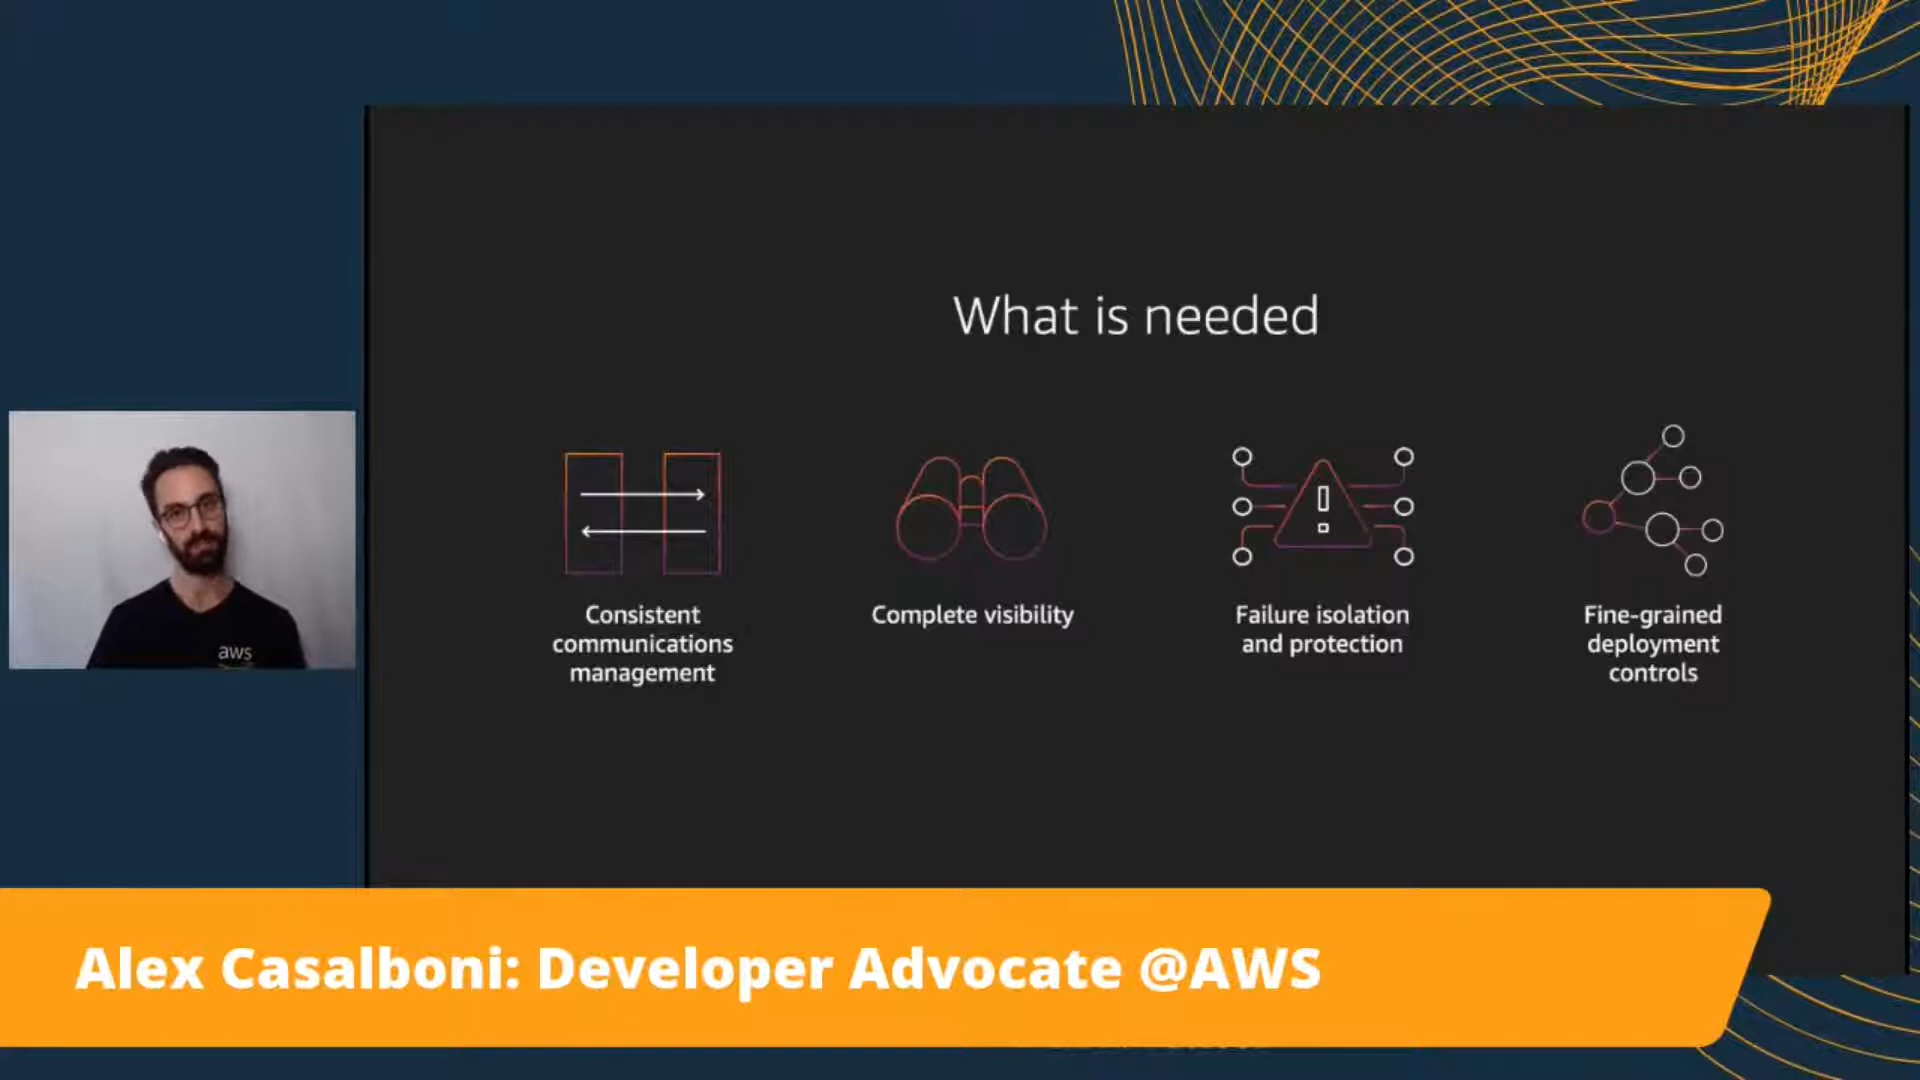 What is needed
Consistent
communications
management
Complete visibility
Failure isolation
and protection
Fine-grained
deployment
controls
aws
Alex Casalboni: Developer Advocate @AWS